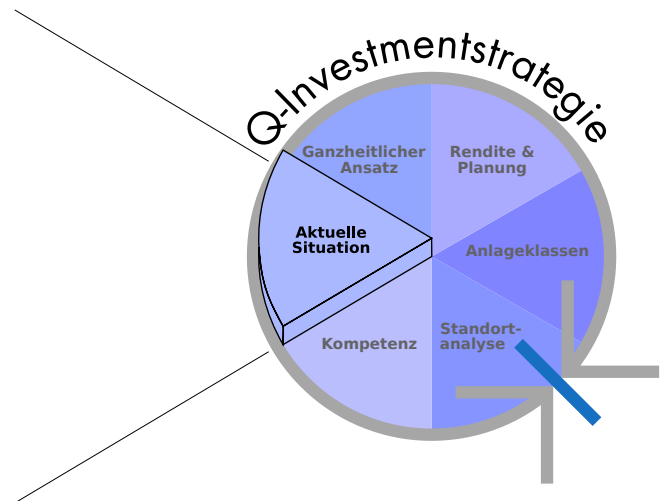 Q-Investmentstrategie
Ganzheitlicher
Ansatz
Rendite &
Planung
Aktuelle
Situation
Anlageklassen
Kompetenz
Standort-
analyse